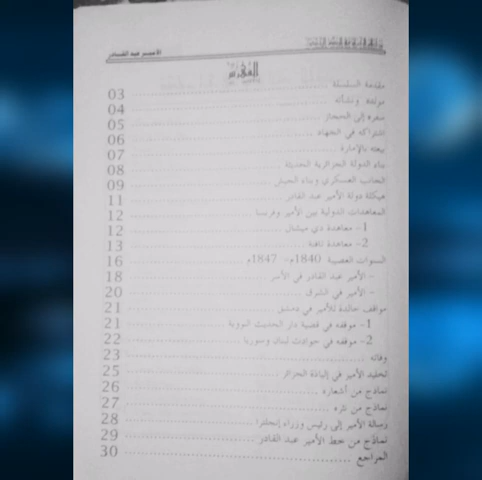 الأمير عبد القادر
الفهرس
مقدمة السلسلة 03
مولده ونشأته 04
سفره إلى الحجاز 05
اشتراكه في الجهاد 06
بيعته بالإمارة 07
بناء الدولة الجزائرية الحديثة 08
الجانب العسكري وبناء الجيش 09
هيكلة دولة الأمير عبد القادر 11
المعاهدات الدولية بين الأمير وفرنسا 12
1- معاهدة دي ميشال 12
2- معاهدة تافنة 13
السنوات العصيبة 1840م - 1847م 16
- الأمير عبد القادر في الأسر 18
- الأمير في الشرق 20
مواقف خالدة للأمير في دمشق 21
1- موقفه في قضية دار الحديث النووية 21
2- موقفه في حوادث لبنان وسوريا 22
وفاته 23
تخليد الأمير في إلياذة الجزائر 25
نماذج من أشعاره 26
نماذج من نثره 27
رسالة الأمير إلى رئيس وزراء إنجلترا 28
نماذج من خط الأمير عبد القادر 29
المراجع 30